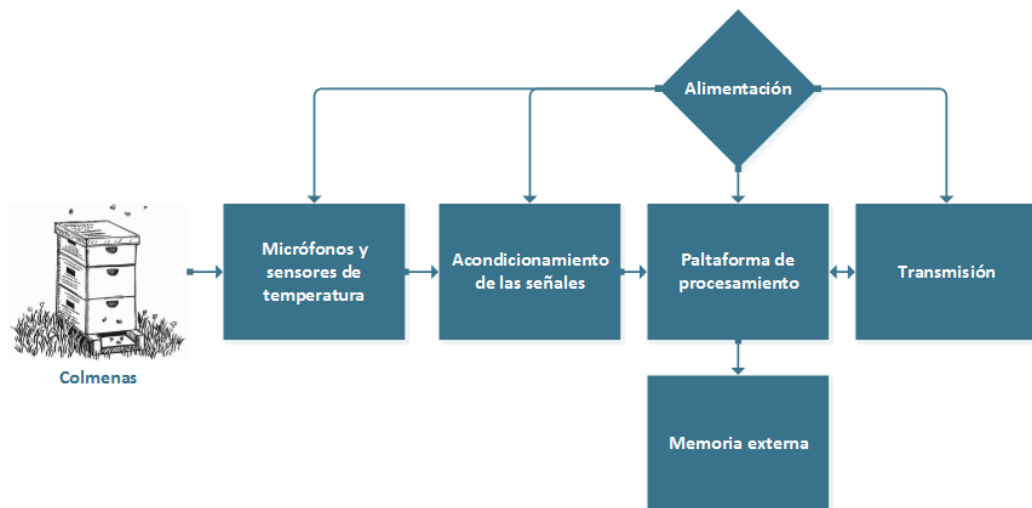 Alimentación
Micrófonos y
sensores de
temperatura
Acondicionamiento
de las señales
Paltaforma de
procesamiento
Transmisión
Colmenas
Memoria externa